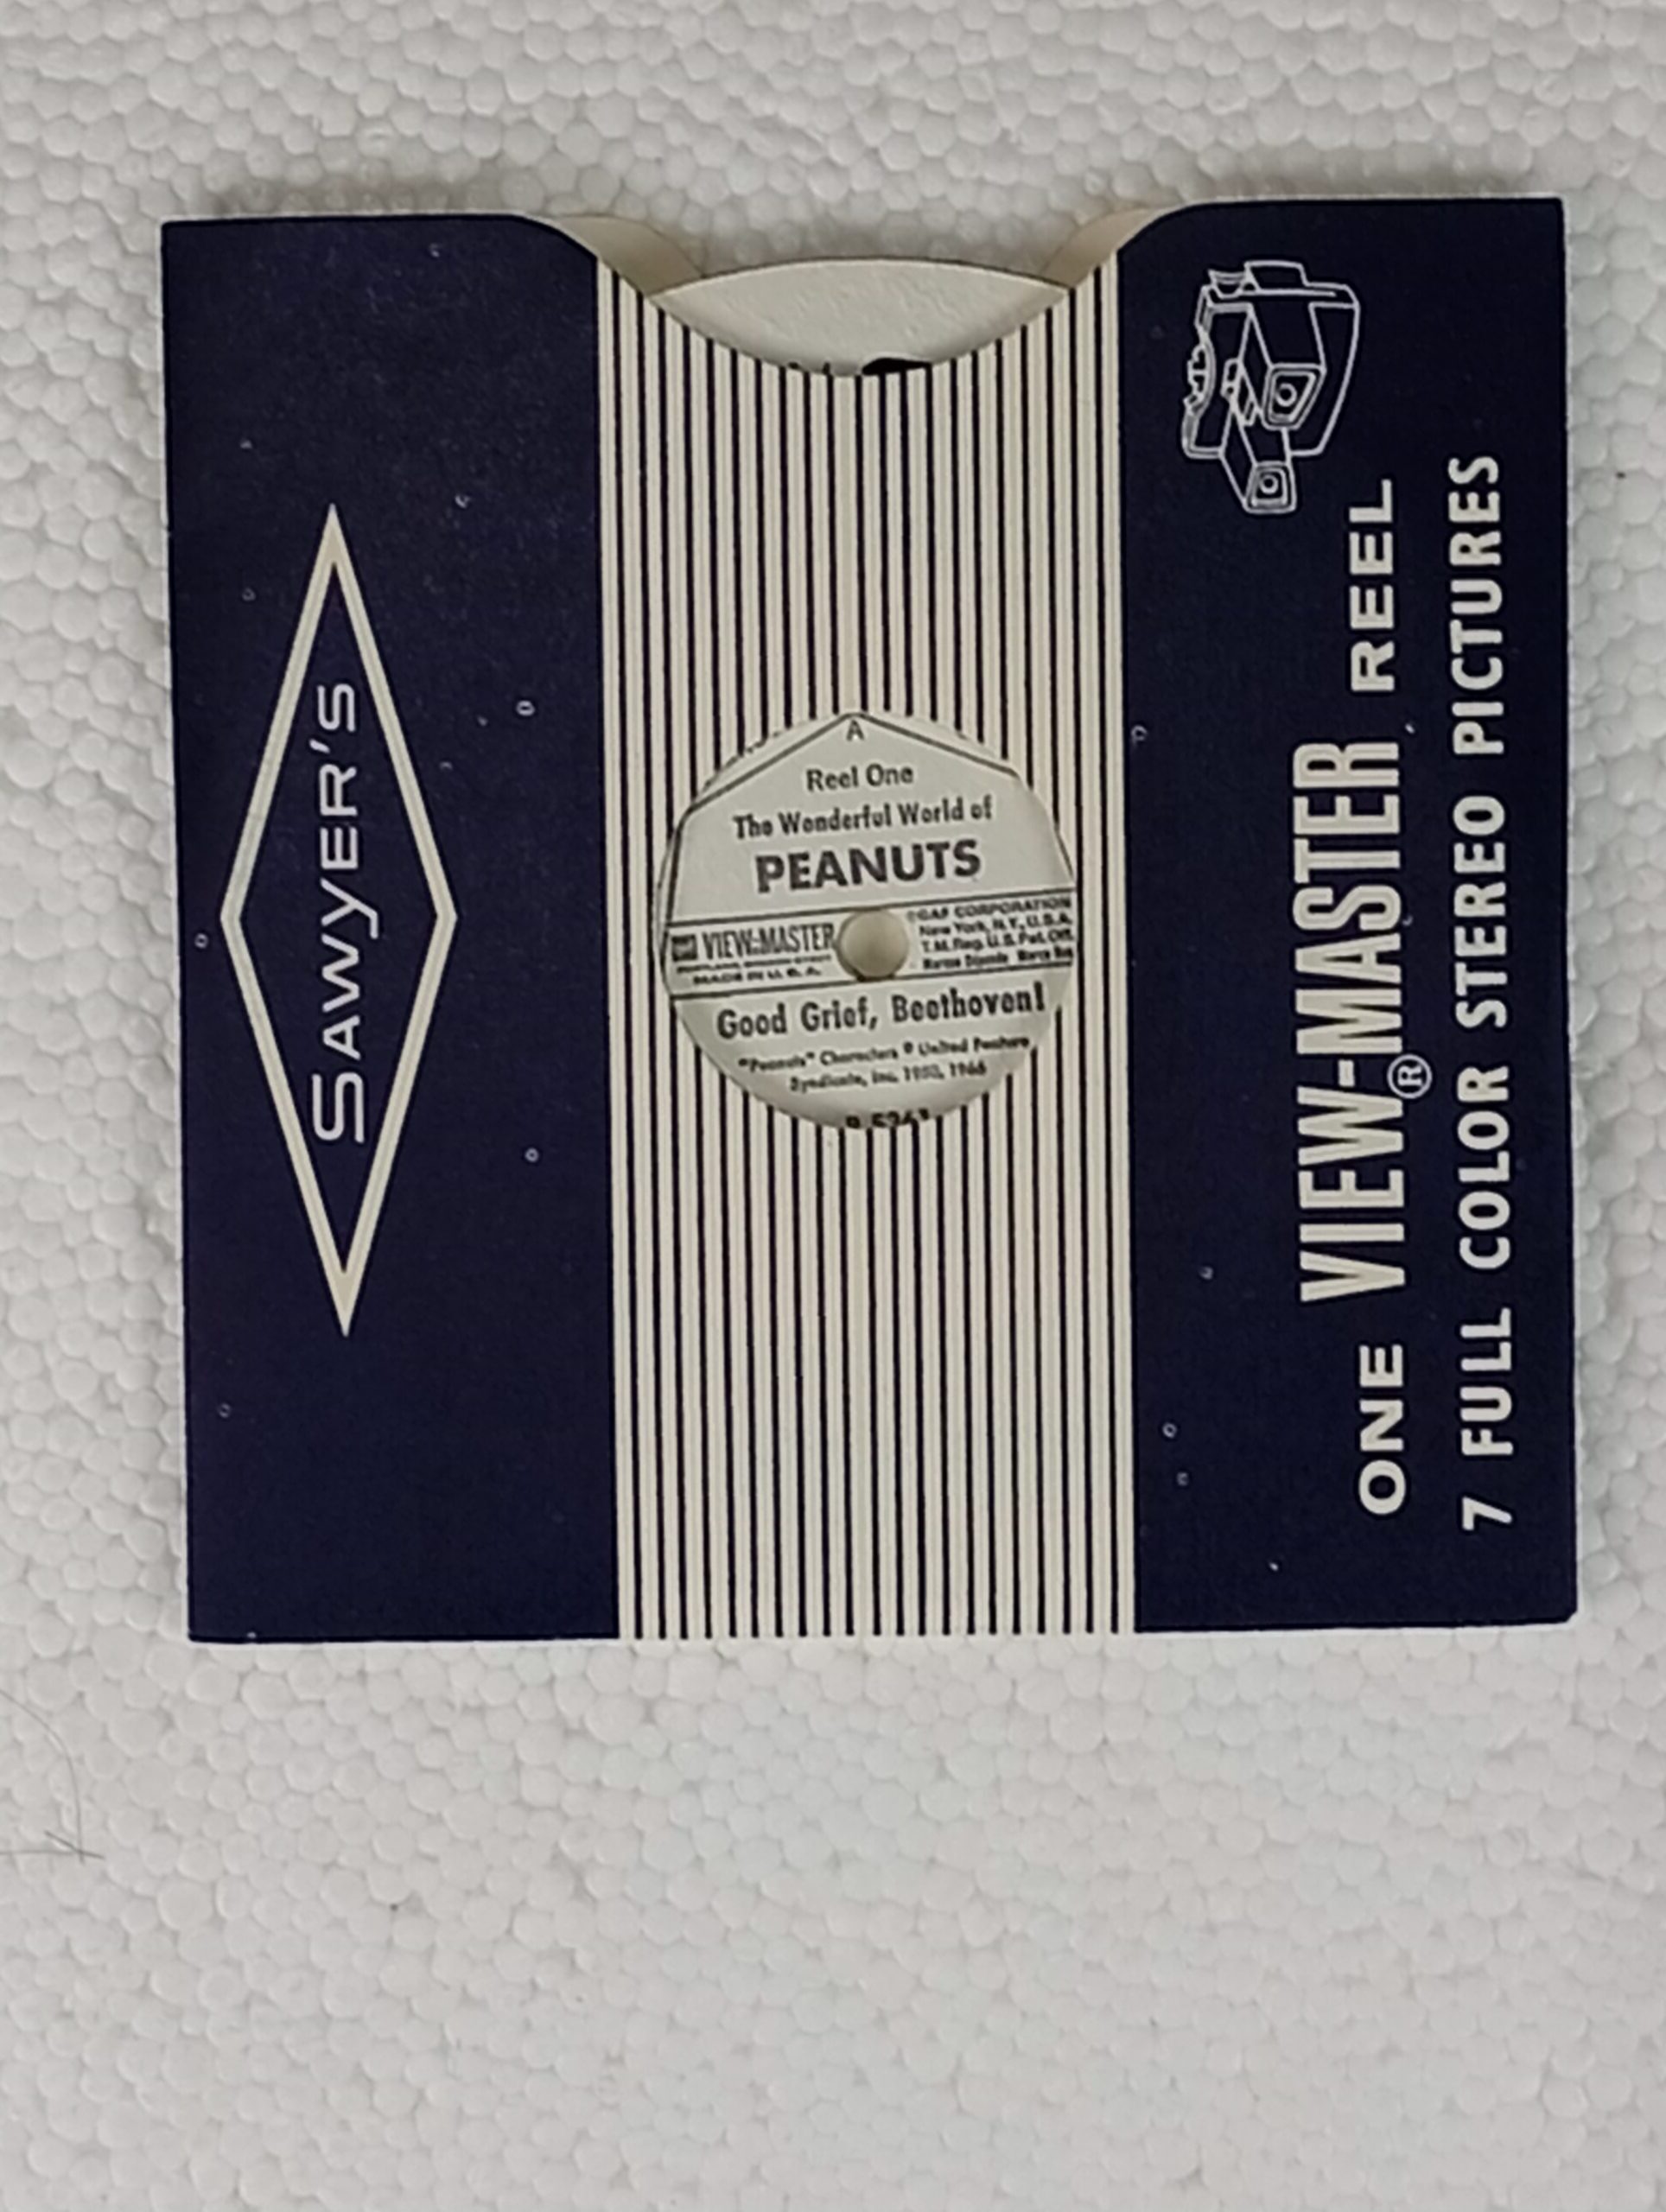 SAWYER'S
A
Reel One
The Wonderful World of
PEANUTS
VIEW-MASTER
MADE IN U.S.A.
©GAF CORPORATION
New York, N.Y., U.S.A.
T.M. Reg. U.S. Pat. Off.
Marca
Good Grief, Beethoven!
"Peanuts" Characters © United Feature
Syndicate, Inc. 1966
ONE VIEW-MASTER® REEL
7 FULL COLOR STEREO PICTURES